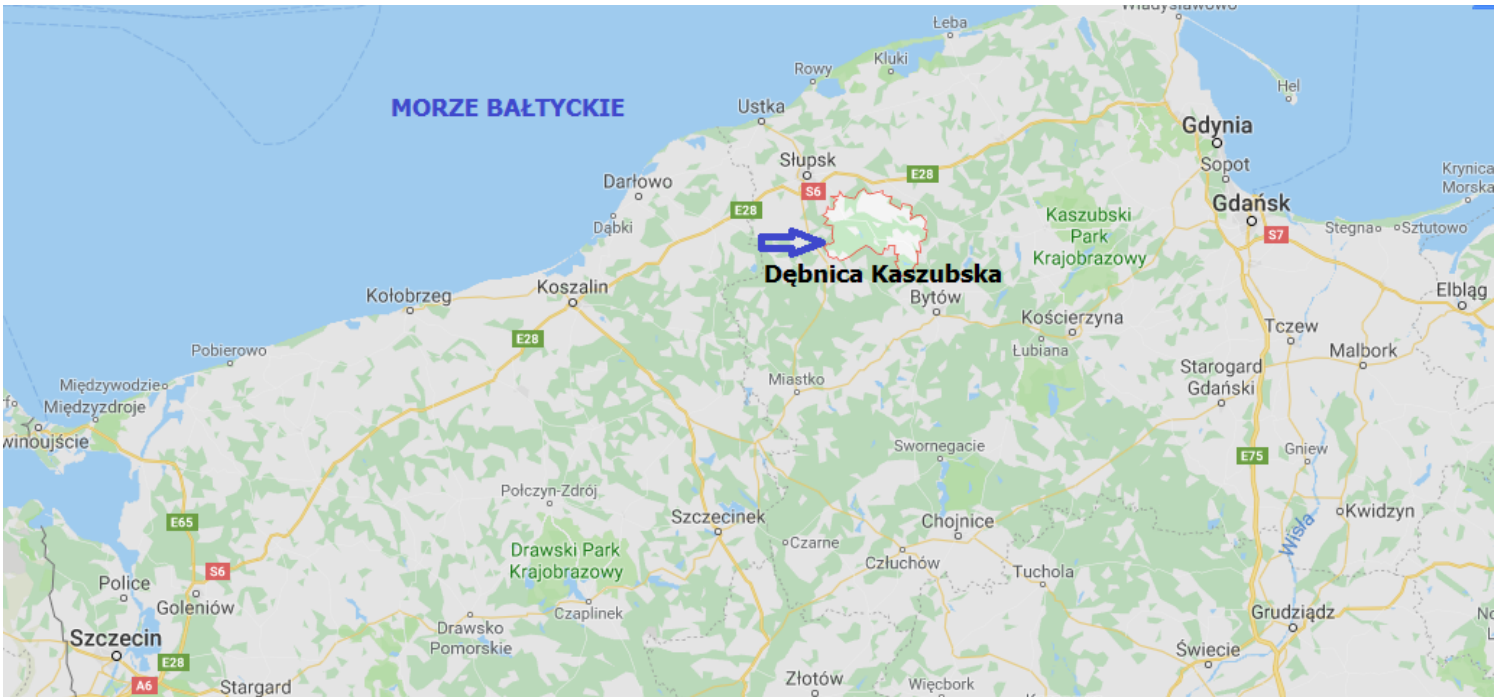 Władysławowo
Łeba
Kluki
Rowy
Hel
Ustka
Gdynia
Słupsk
Sopot
Krynica
Morska
E28
Darłowo
S6
Gdańsk
MORZE BAŁTYCKIE
E28
Kaszubski
Park
Krajobrazowy
Dąbki
S7
Stegna
Sztutowo
Dębnica Kaszubska
Koszalin
Kołobrzeg
Bytów
Elbląg
Kościerzyna
Tczew
E28
Łubiana
Malbork
Pobierowo
Starogard
Gdański
Międzywodzie
Miastko
Międzyzdroje
winoujście
Swornegacie
Gniew
E75
Połczyn-Zdrój
Kwidzyn
Szczecinek
Chojnice
E65
Wisła
Czarne
Drawski Park
Krajobrazowy
Człuchów
S6
Tuchola
Police
Goleniów
Czaplinek
Grudziądz
Drawsko
Pomorskie
Szczecin
Świecie
E28
Złotów
A6
Stargard
Więcbork